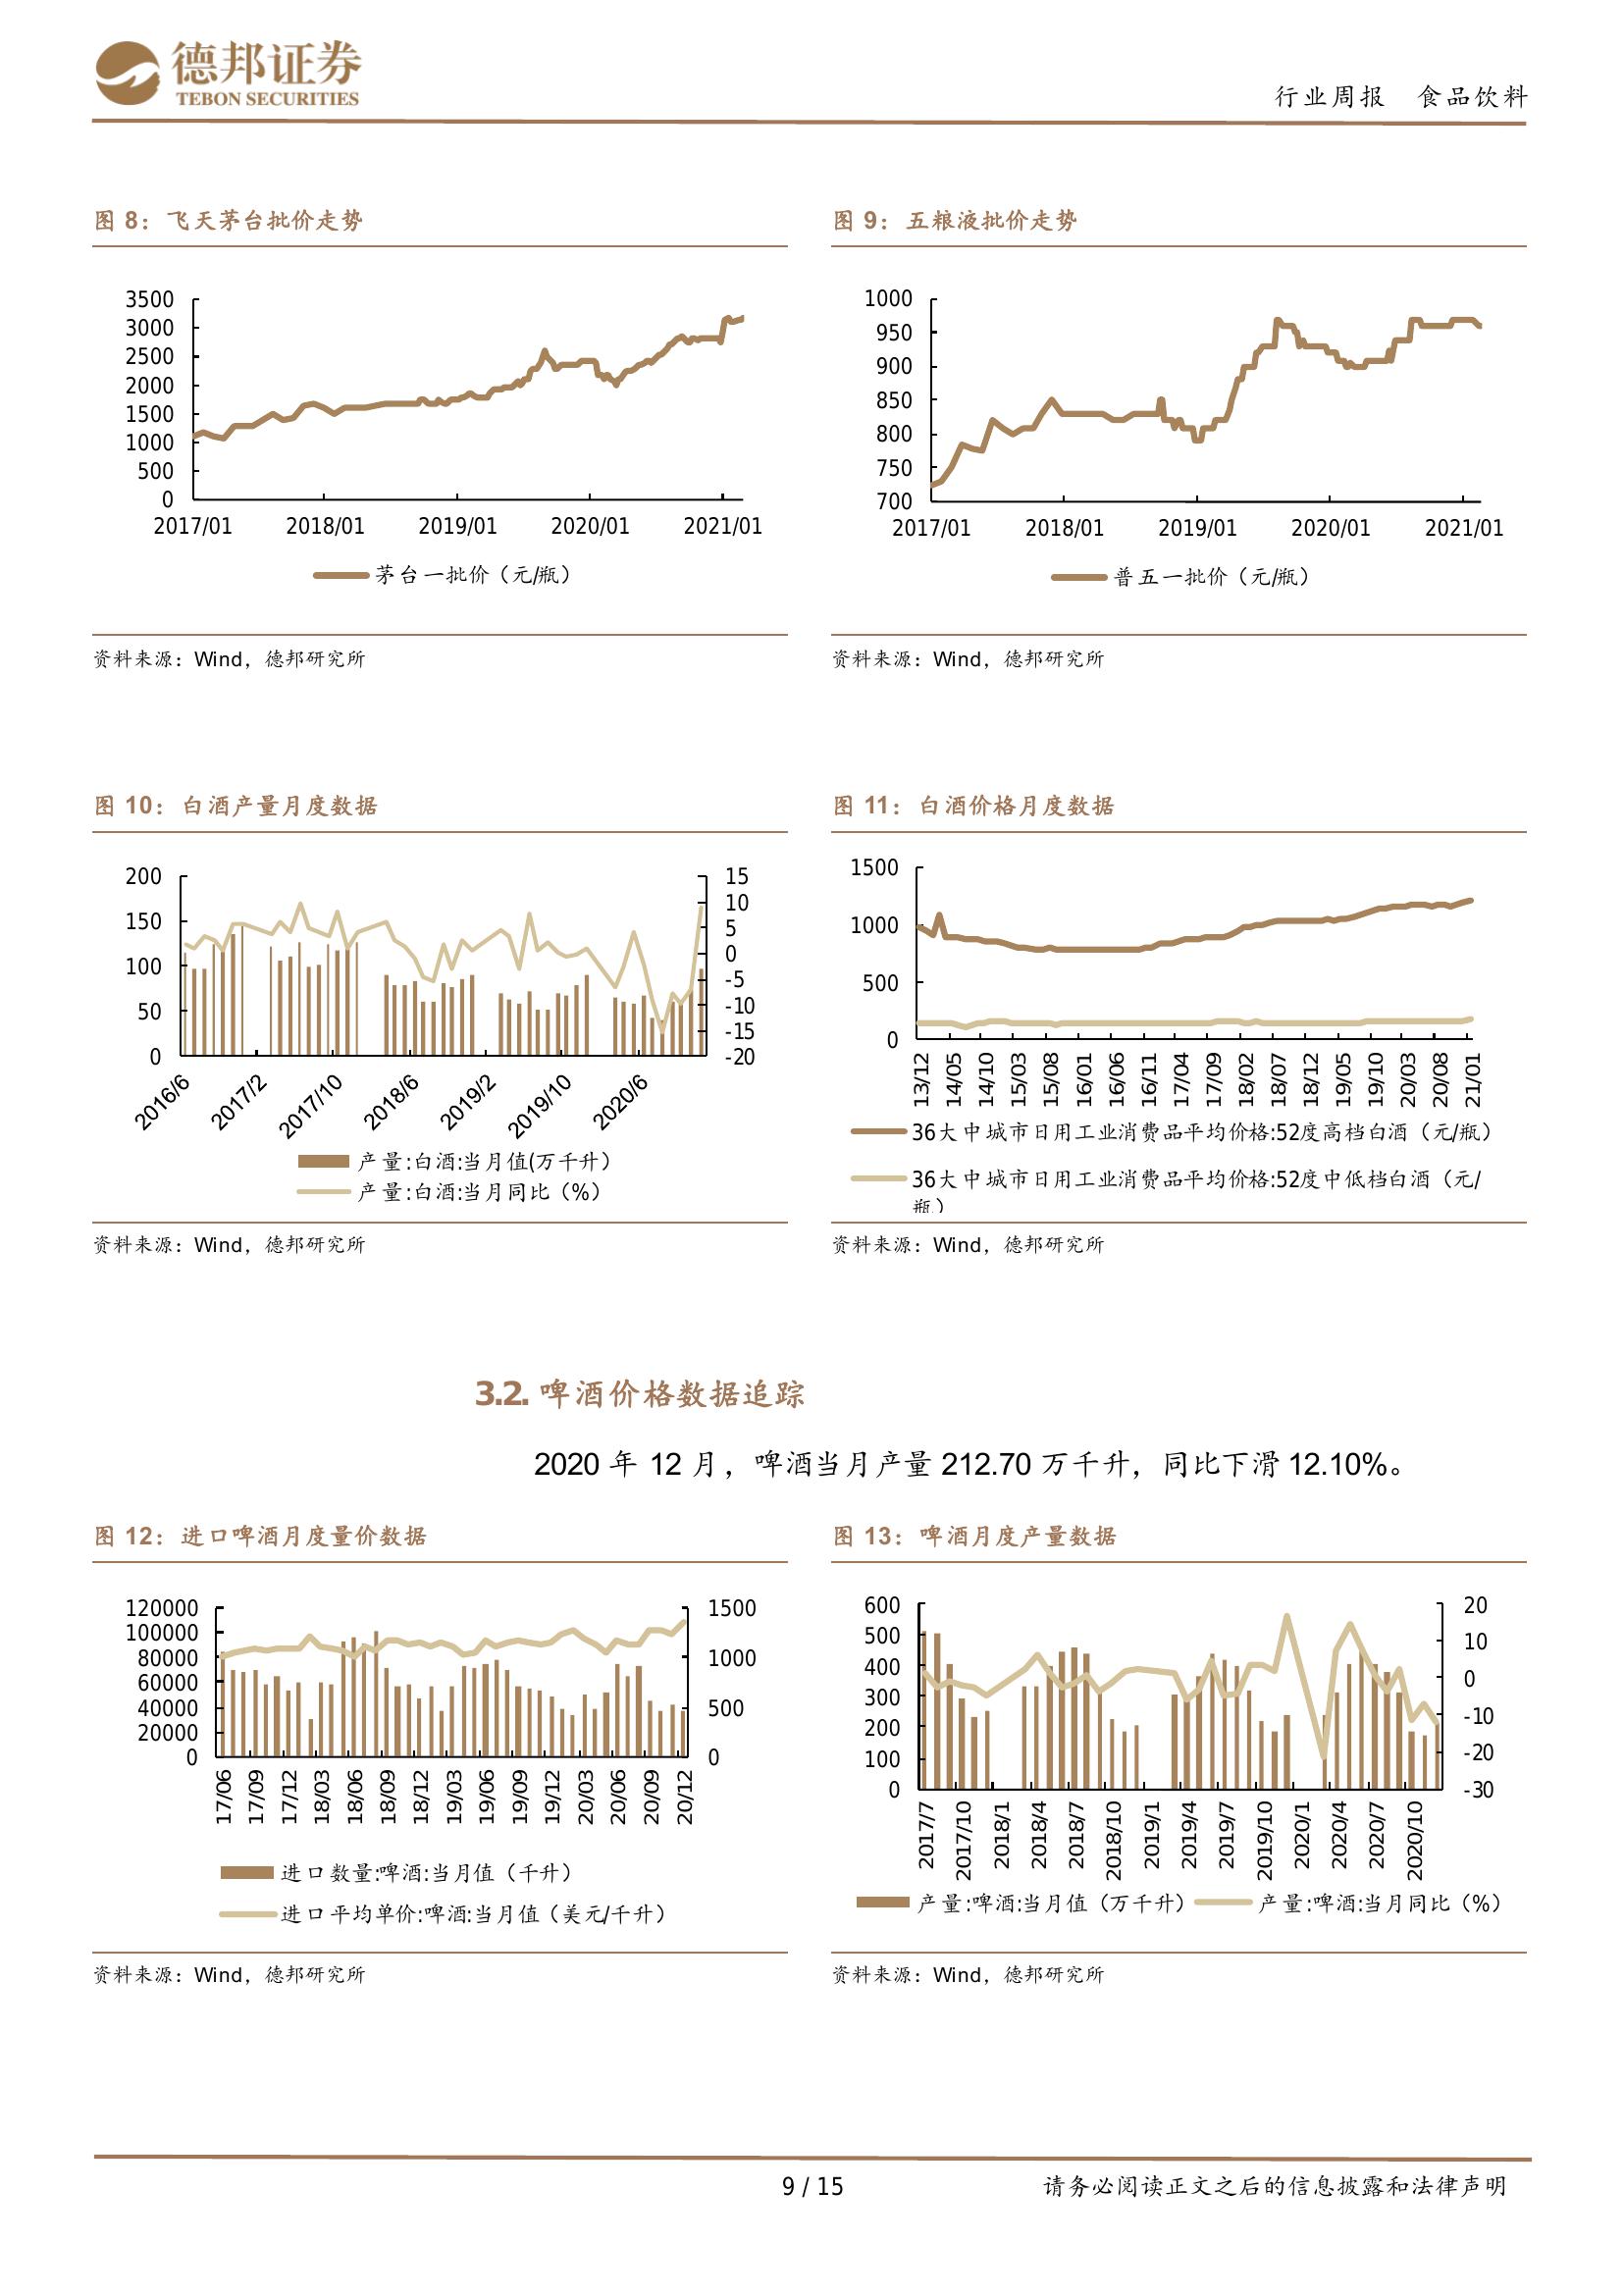 德邦证券
TEBON SECURITIES
行业周报 食品饮料
图 8：飞天茅台批价走势
3500
3000
2500
2000
1500
1000
500
0
2017/01 2018/01 2019/01 2020/01 2021/01
茅台一批价（元/瓶）
资料来源：Wind，德邦研究所
图 9：五粮液批价走势
1000
950
900
850
800
750
700
2017/01 2018/01 2019/01 2020/01 2021/01
普五一批价（元/瓶）
资料来源：Wind，德邦研究所
图 10：白酒产量月度数据
200
150
100
50
0
15
10
5
0
-5
-10
-15
-20
2016/6 2017/2 2017/10 2018/6 2019/2 2019/10 2020/6
产量:白酒:当月值(万千升）
产量:白酒:当月同比（%）
资料来源：Wind，德邦研究所
图 11：白酒价格月度数据
1500
1000
500
0
13/12 14/05 14/10 15/03 15/08 16/01 16/06 16/11 17/04 17/09 18/02 18/07 18/12 19/05 19/10 20/03 20/08 21/01
36大中城市日用工业消费品平均价格:52度高档白酒（元/瓶）
36大中城市日用工业消费品平均价格:52度中低档白酒（元/
瓶）
资料来源：Wind，德邦研究所
3.2. 啤酒价格数据追踪
2020 年 12 月，啤酒当月产量 212.70 万千升，同比下滑 12.10%。
图 12：进口啤酒月度量价数据
120000
100000
80000
60000
40000
20000
0
1500
1000
500
0
17/06 17/09 17/12 18/03 18/06 18/09 18/12 19/03 19/06 19/09 19/12 20/03 20/06 20/09 20/12
进口数量:啤酒:当月值（千升）
进口平均单价:啤酒:当月值（美元/千升）
资料来源：Wind，德邦研究所
图 13：啤酒月度产量数据
600
500
400
300
200
100
0
20
10
0
-10
-20
-30
2017/7 2017/10 2018/1 2018/4 2018/7 2018/10 2019/1 2019/4 2019/7 2019/10 2020/1 2020/4 2020/7 2020/10
产量:啤酒:当月值（万千升） 产量:啤酒:当月同比（%）
资料来源：Wind，德邦研究所
9 / 15
请务必阅读正文之后的信息披露和法律声明